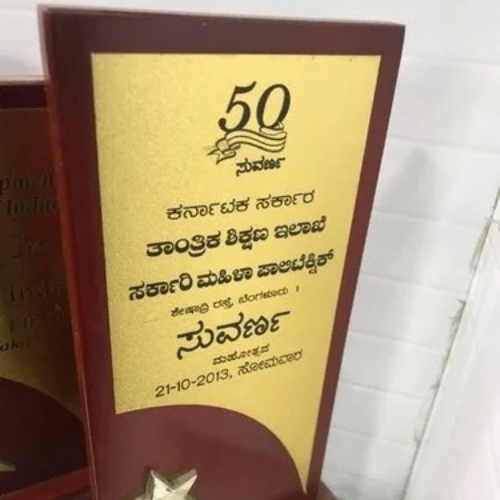 50
ಸುವರ್ಣ
ಕರ್ನಾಟಕ ಸರ್ಕಾರ
ತಾಂತ್ರಿಕ ಶಿಕ್ಷಣ ಇಲಾಖೆ
ಸರ್ಕಾರಿ ಮಹಿಳಾ ಪಾಲಿಟೆಕ್ನಿಕ್
ಶೇಷಾದ್ರಿ ರಸ್ತೆ, ಬೆಂಗಳೂರು 1
ಸುವರ್ಣ
ಮಹೋತ್ಸವ
21-10-2013, ಸೋಮವಾರ
India